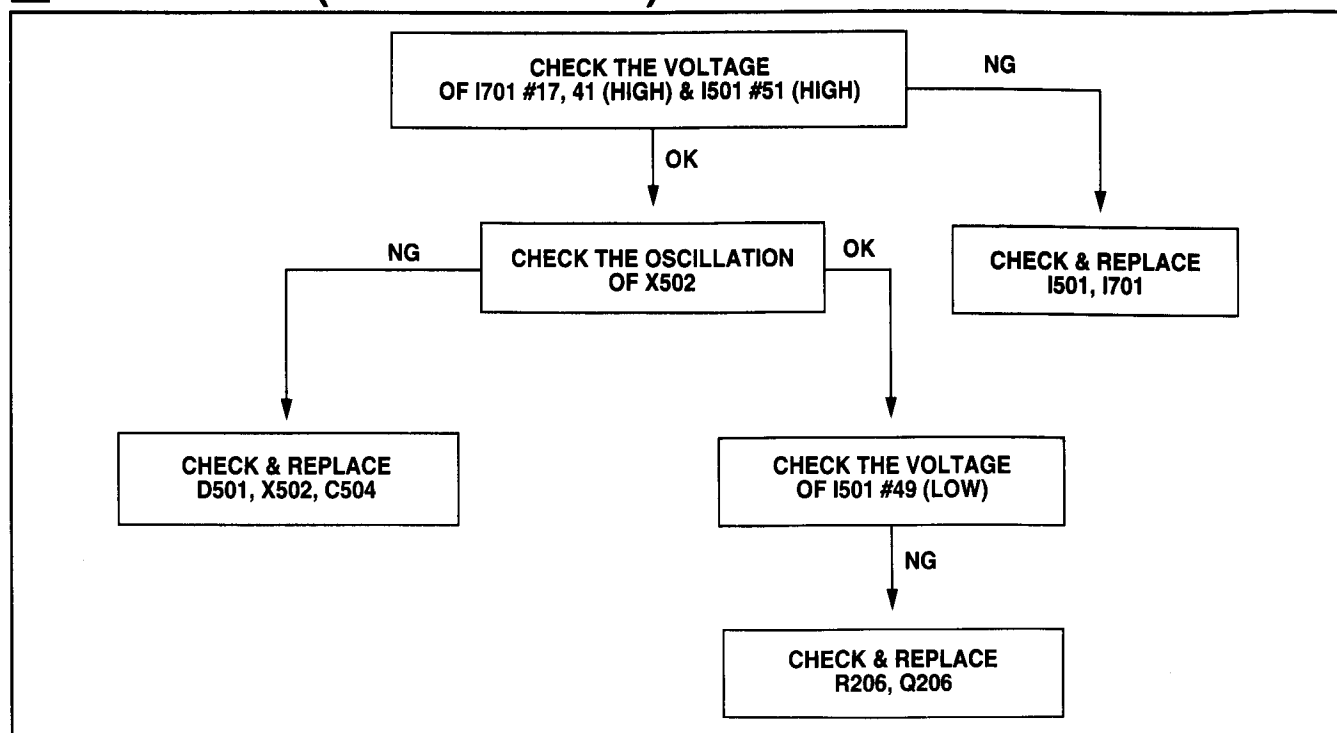 CHECK THE VOLTAGE
OF I701 #17, 41 (HIGH) & I501 #51 (HIGH)
NG
OK
CHECK THE OSCILLATION
OF X502
NG
OK
CHECK & REPLACE
I501, I701
CHECK & REPLACE
D501, X502, C504
CHECK THE VOLTAGE
OF I501 #49 (LOW)
NG
CHECK & REPLACE
R206, Q206